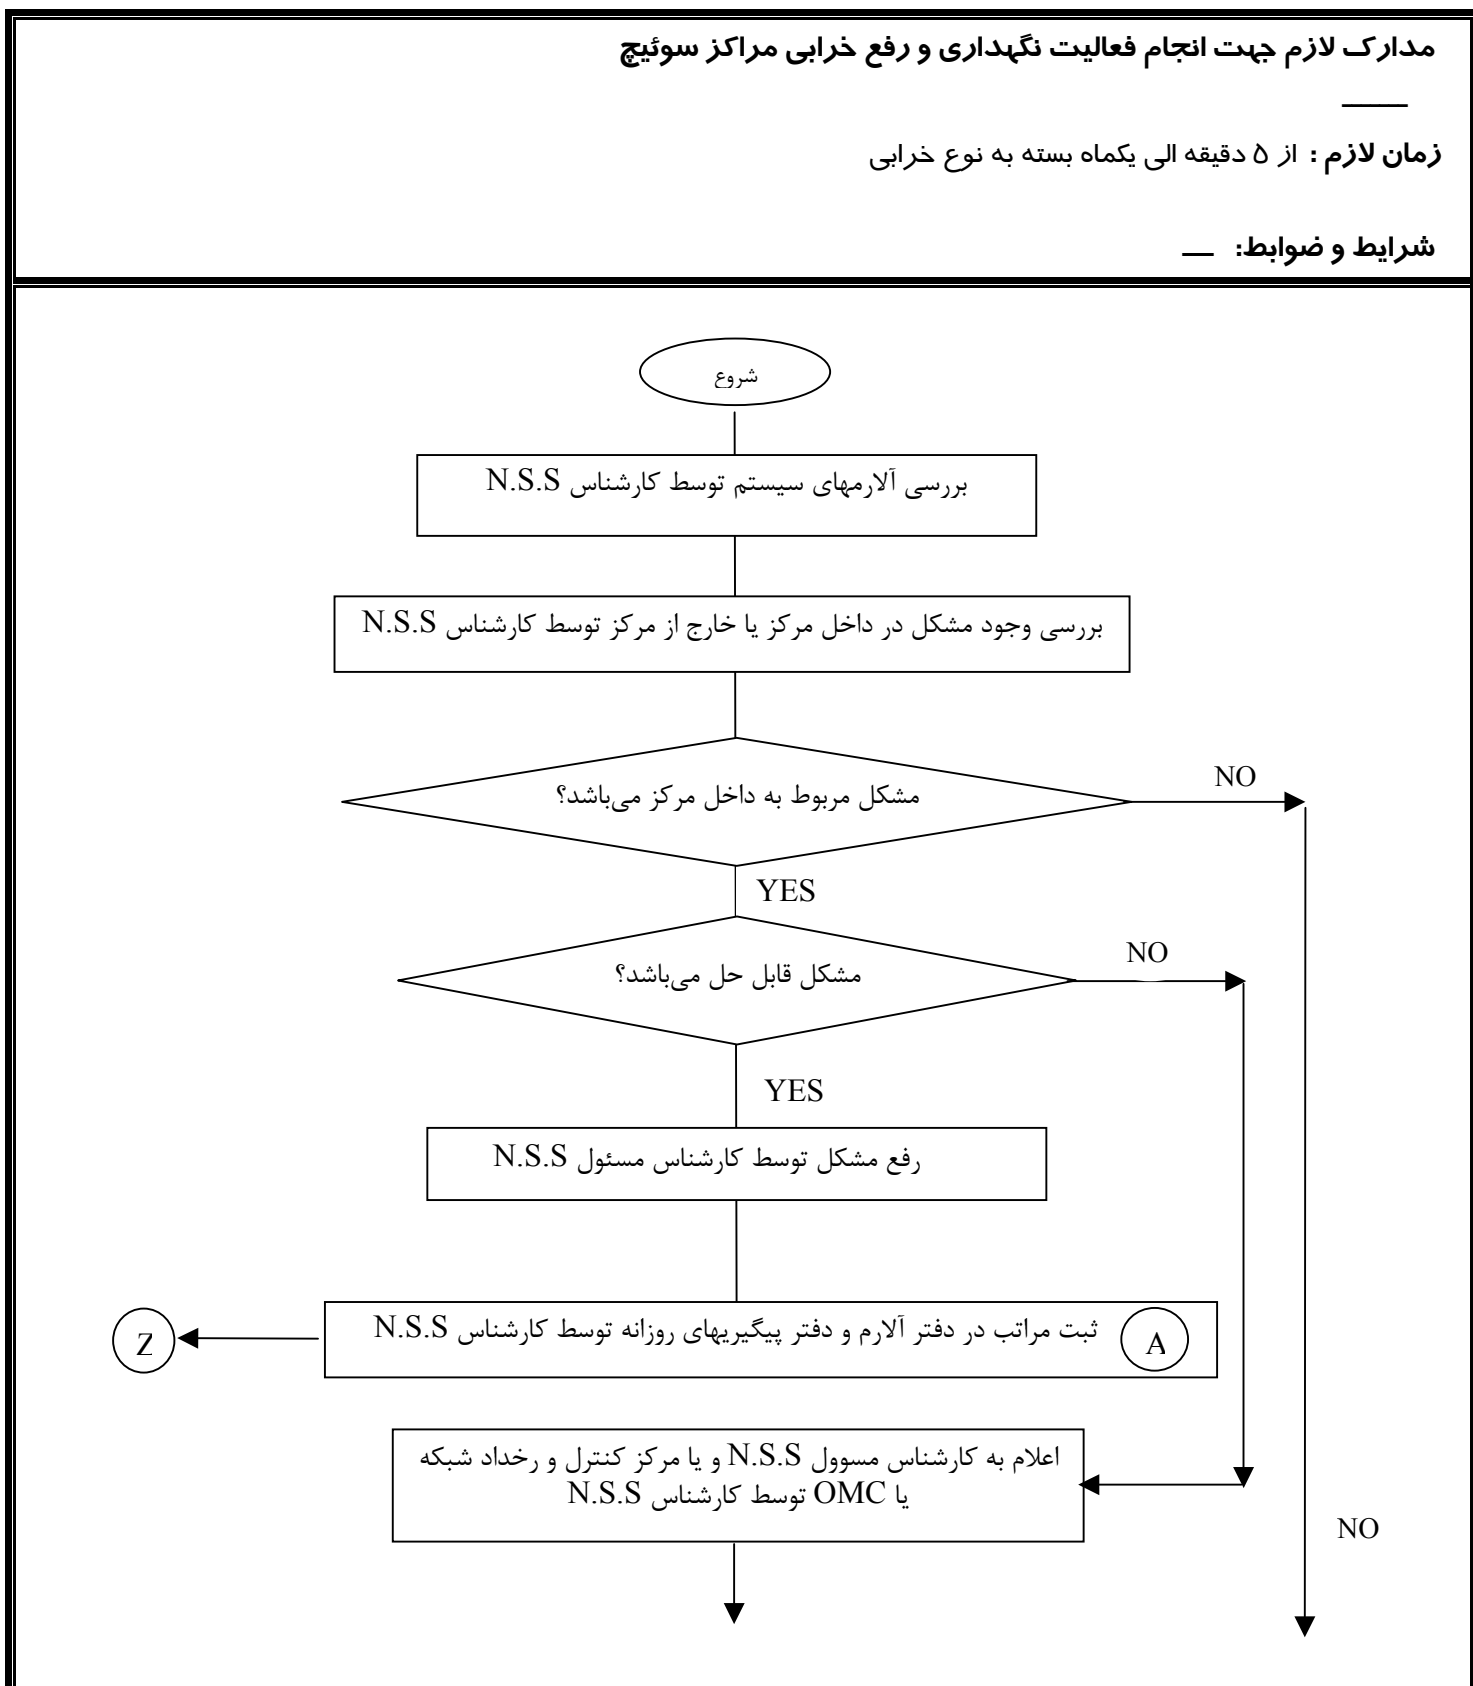 مدارک لازم جهت انجام فعالیت نگهداری و رفع خرابی مراکز سوئیچ
زمان لازم : از ۵ دقیقه الی یکماه بسته به نوع خرابی
شرایط و ضوابط:
شروع
بررسی آلارمهای سیستم توسط کارشناس N.S.S
بررسی وجود مشکل در داخل مرکز یا خارج از مرکز توسط کارشناس N.S.S
مشکل مربوط به داخل مرکز می‌باشد؟
NO
YES
مشکل قابل حل می‌باشد؟
NO
YES
رفع مشکل توسط کارشناس مسئول N.S.S
A
ثبت مراتب در دفتر آلارم و دفتر پیگیریهای روزانه توسط کارشناس N.S.S
Z
اعلام به کارشناس مسوول N.S.S و یا مرکز کنترل و رخداد شبکه
یا OMC توسط کارشناس N.S.S
NO